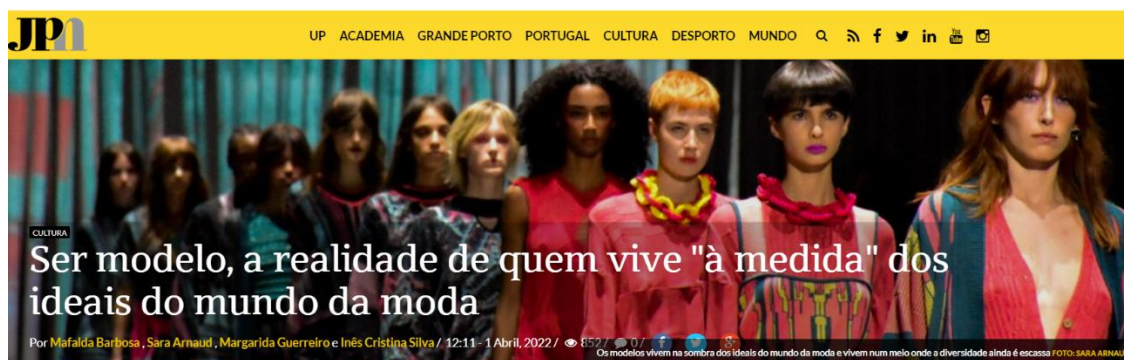 JPN
UP ACADEMIA GRANDE PORTO PORTUGAL CULTURA DESPORTO MUNDO
CULTURA
Ser modelo, a realidade de quem vive "à medida" dos
ideais do mundo da moda
Por Mafalda Barbosa , Sara Arnaud , Margarida Guerreiro e Inês Cristina Silva / 12:11 - 1 Abril, 2022 / 852 / 0 /
Os modelos vivem na sombra dos ideais do mundo da moda e vivem num meio onde a diversidade ainda é escassa FOTO: SARA ARNAU